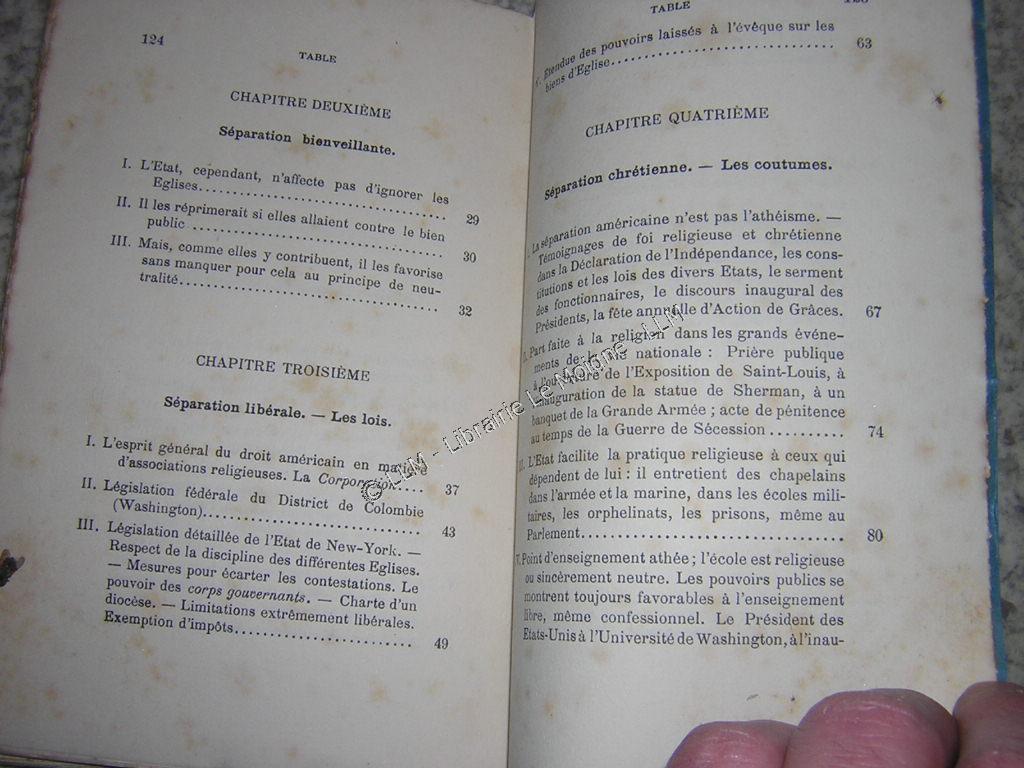 124
TABLE
CHAPITRE DEUXIÈME
Séparation bienveillante.
I. L'Etat, cependant, n'affecte pas d'ignorer les
Eglises........ 29
II. Il les réprimerait si elles allaient contre le bien
public ........ 30
III. Mais, comme elles y contribuent, il les favorise
sans manquer pour cela au principe de neu-
tralité........ 32
CHAPITRE TROISIÈME
Séparation libérale. — Les lois.
I. L'esprit général du droit américain en matière
d'associations religieuses. La Corporation.... 37
II. Législation fédérale du District de Colombie
(Washington)........ 43
III. Législation détaillée de l'Etat de New-York. —
Respect de la discipline des différentes Eglises.
— Mesures pour écarter les contestations. Le
pouvoir des corps gouvernants. — Charte d'un
diocèse. — Limitations extrêmement libérales.
Exemption d'impôts........ 49
TABLE
Etendue des pouvoirs laissés à l'évêque sur les
biens d'Eglise........ 63
CHAPITRE QUATRIÈME
Séparation chrétienne. — Les coutumes.
La séparation américaine n'est pas l'athéisme. —
Témoignages de foi religieuse et chrétienne
dans la Déclaration de l'Indépendance, les cons-
titutions et les lois des divers Etats, le serment
des fonctionnaires, le discours inaugural des
Présidents, la fête annuelle d'Action de Grâces. 67
Part faite à la religion dans les grands événe-
ments de la vie nationale : Prière publique
à l'ouverture de l'Exposition de Saint-Louis, à
inauguration de la statue de Sherman, à un
banquet de la Grande Armée ; acte de pénitence
au temps de la Guerre de Sécession .......... 74
L'Etat facilite la pratique religieuse à ceux qui
dépendent de lui : il entretient des chapelains
dans l'armée et la marine, dans les écoles mili-
taires, les orphelinats, les prisons, même au
Parlement........ 80
V. Point d'enseignement athée ; l'école est religieuse
ou sincèrement neutre. Les pouvoirs publics se
montrent toujours favorables à l'enseignement
libre, même confessionnel. Le Président des
Etats-Unis à l'Université de Washington, à l'inau-
© LLM - Librairie Le Moigne - LLM